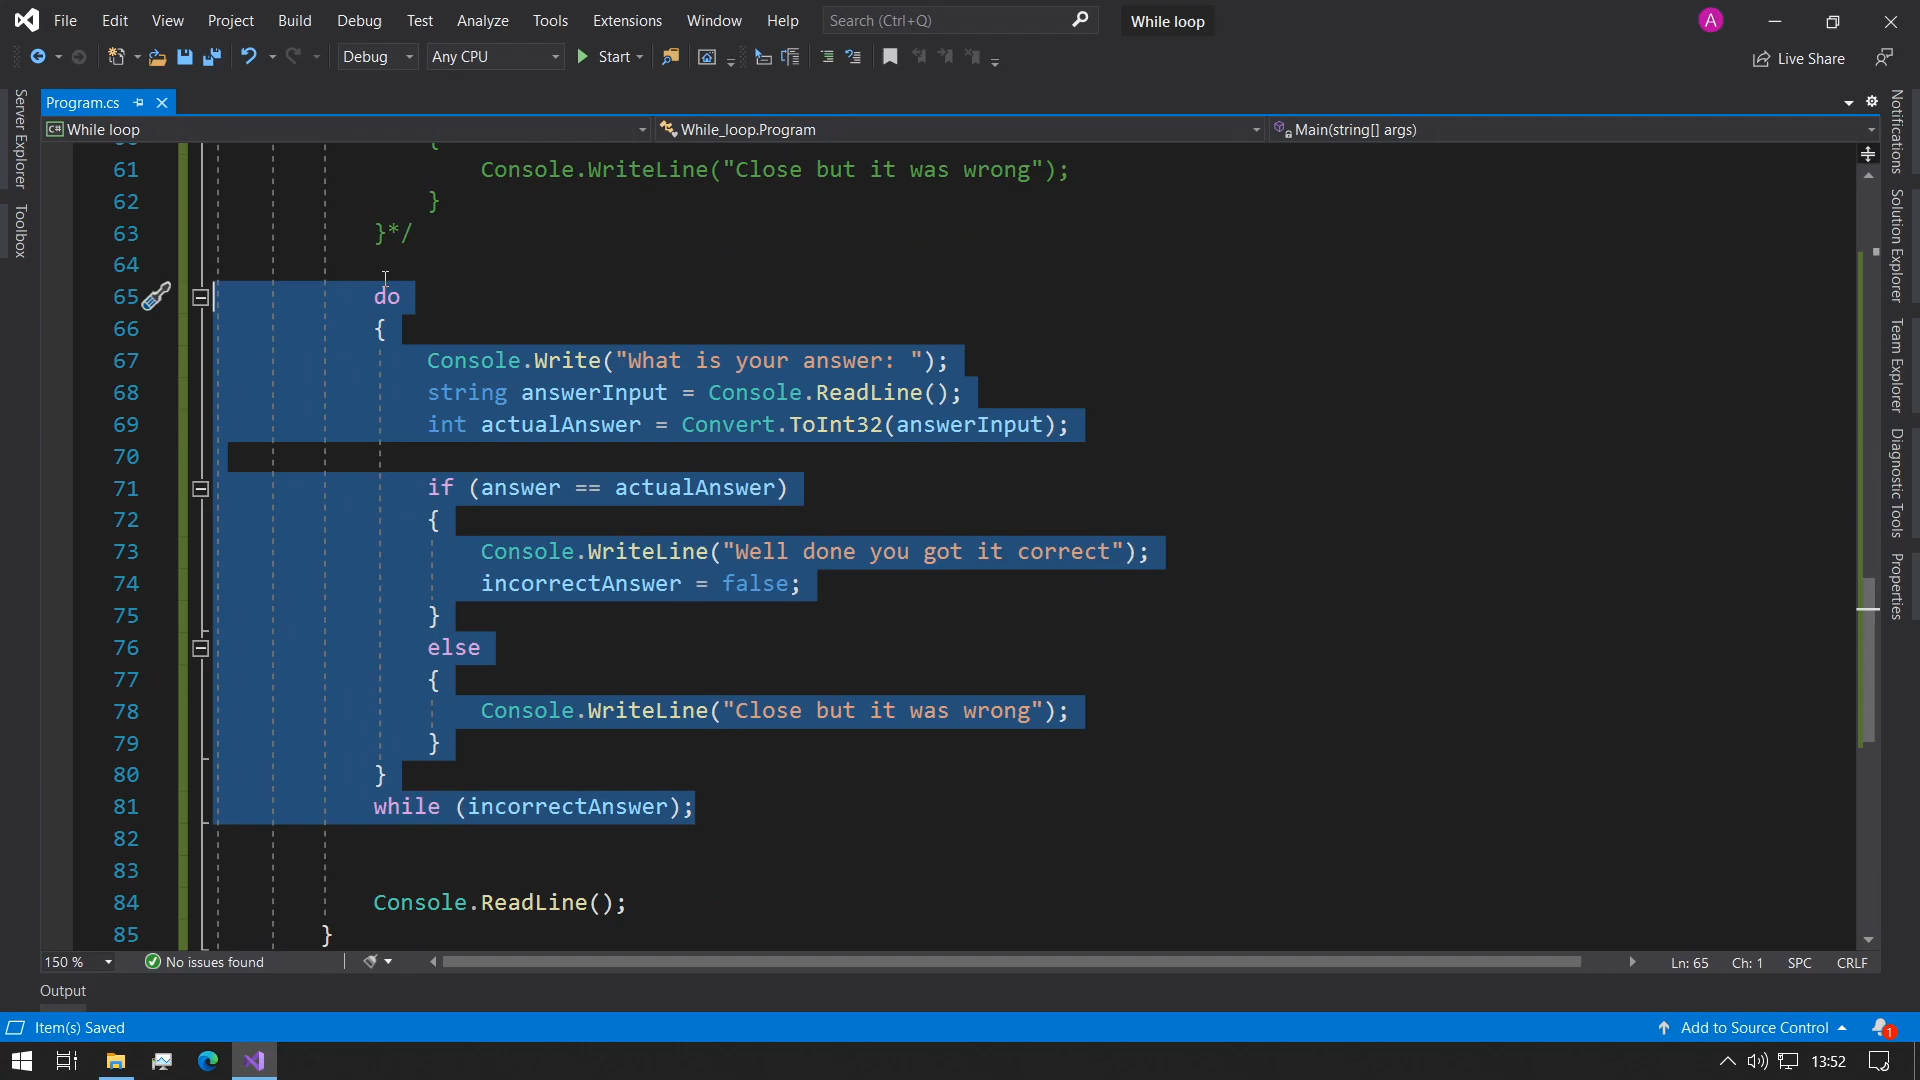 File Edit View Project Build Debug Test Analyze Tools Extensions Window Help Search (Ctrl+Q) While loop A
Debug Any CPU Start Live Share
Program.cs
C# While loop While_loop.Program Main(string[] args)
Server Explorer
Toolbox
Notifications
Solution Explorer
Team Explorer
Diagnostic Tools
Properties
{
61 Console.WriteLine("Close but it was wrong");
62 }
63 }*/
64
65 do
66 {
67 Console.Write("What is your answer: ");
68 string answerInput = Console.ReadLine();
69 int actualAnswer = Convert.ToInt32(answerInput);
70
71 if (answer == actualAnswer)
72 {
73 Console.WriteLine("Well done you got it correct");
74 incorrectAnswer = false;
75 }
76 else
77 {
78 Console.WriteLine("Close but it was wrong");
79 }
80 }
81 while (incorrectAnswer);
82
83
84 Console.ReadLine();
85 }
150 % No issues found Ln: 65 Ch: 1 SPC CRLF
Output
Item(s) Saved Add to Source Control 1
13:52